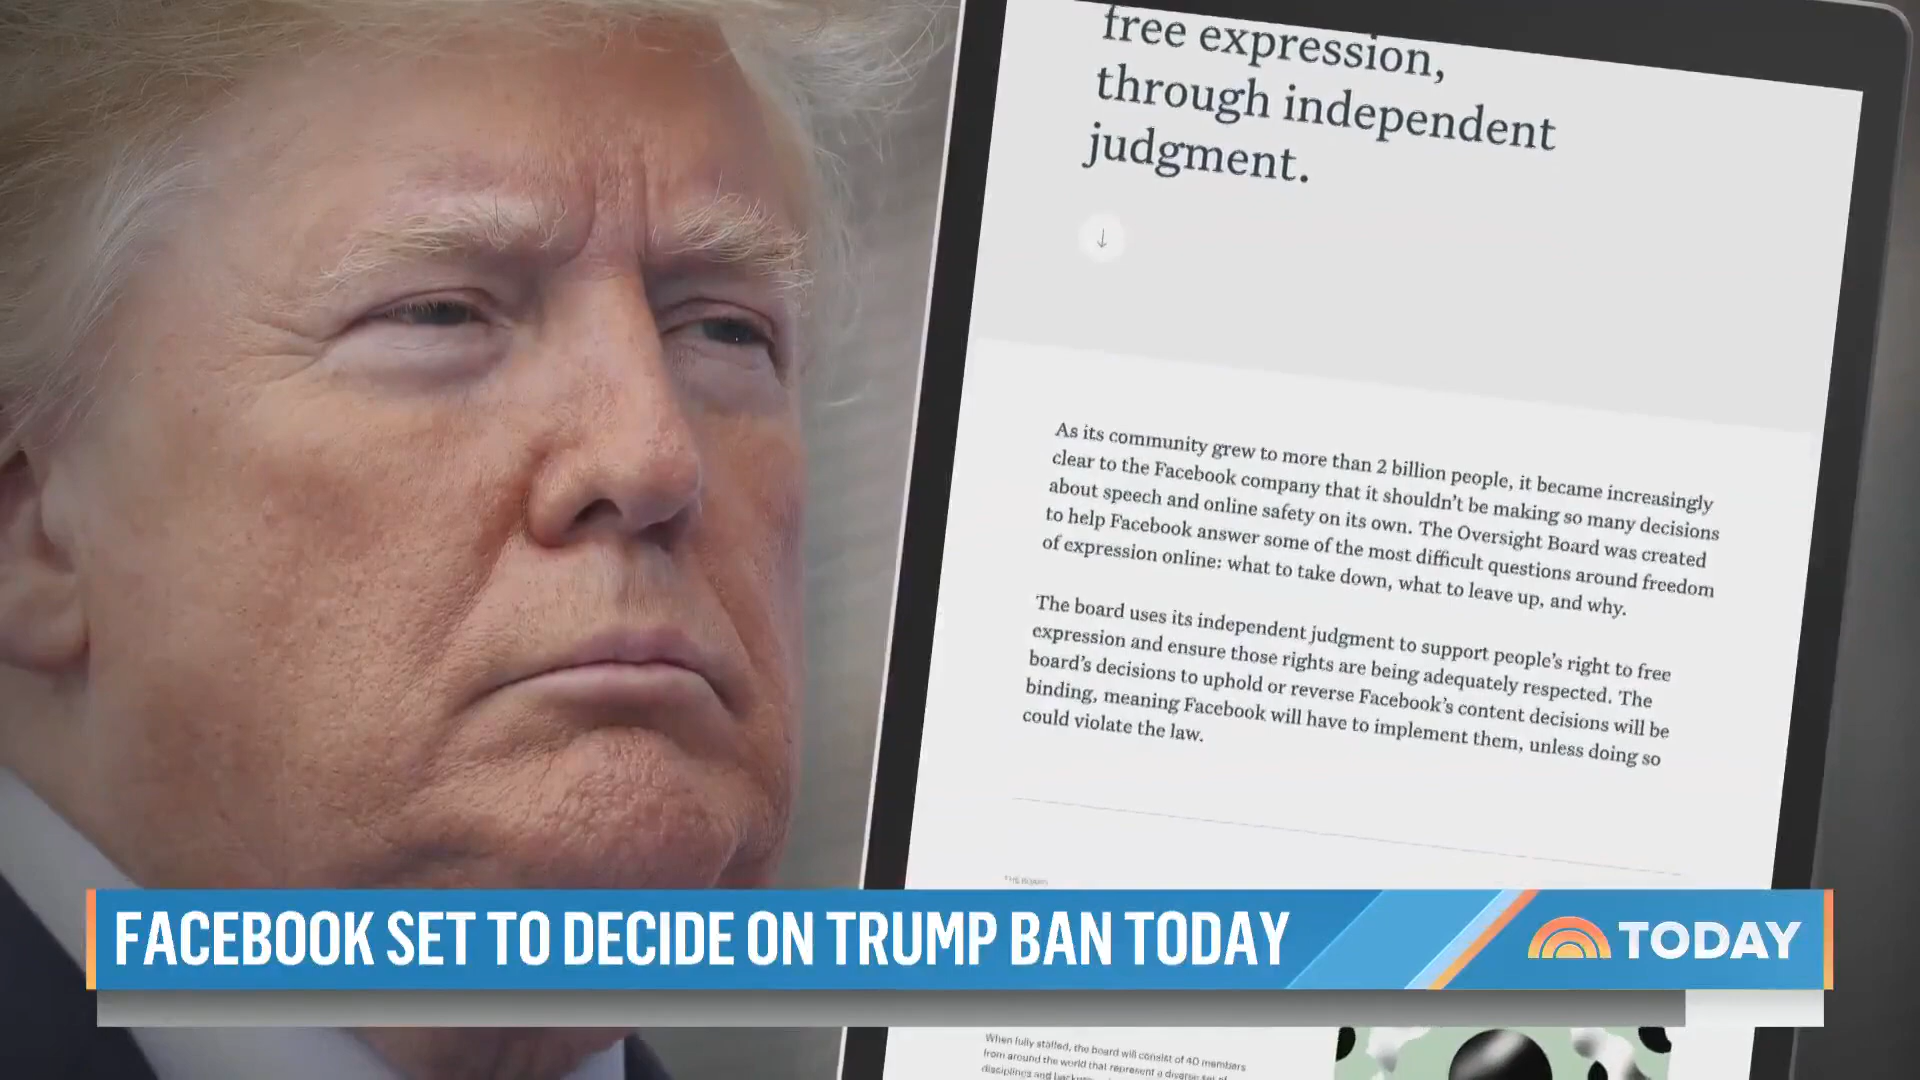 free expression,
through independent
judgment.
↓
As its community grew to more than 2 billion people, it became increasingly
clear to the Facebook company that it shouldn't be making so many decisions
about speech and online safety on its own. The Oversight Board was created
to help Facebook answer some of the most difficult questions around freedom
of expression online: what to take down, what to leave up, and why.
The board uses its independent judgment to support people's right to free
expression and ensure those rights are being adequately respected. The
board's decisions to uphold or reverse Facebook's content decisions will be
binding, meaning Facebook will have to implement them, unless doing so
could violate the law.
THE BOARD
FACEBOOK SET TO DECIDE ON TRUMP BAN TODAY
TODAY
When fully staffed, the board will consist of 40 members
from around the world that represent a diverse set of
disciplines and